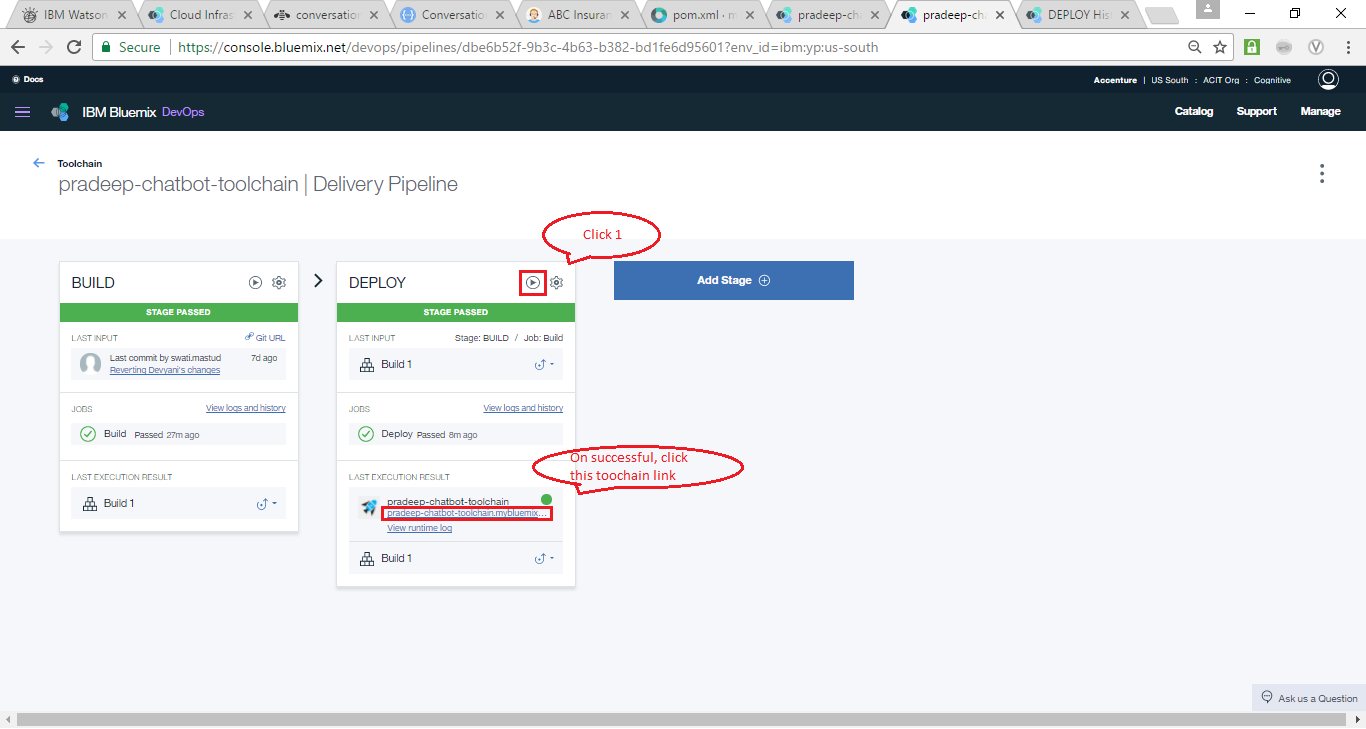 IBM Watson
Cloud Infras
conversation
Conversatio
ABC Insuran
pom.xml - m
pradeep-cha
pradeep-cha
DEPLOY Hist
Secure
https://console.bluemix.net/devops/pipelines/dbe6b52f-9b3c-4b63-b382-bd1fe6d95601?env_id=ibm:yp:us-south
Docs
Accenture | US South : ACIT Org : Cognitive
IBM Bluemix DevOps
Catalog Support Manage
Toolchain
pradeep-chatbot-toolchain | Delivery Pipeline
Click 1
BUILD
STAGE PASSED
LAST INPUT Git URL
Last commit by swati.mastud 7d ago
Reverting Devyani's changes
JOBS View logs and history
Build Passed 27m ago
LAST EXECUTION RESULT
Build 1
DEPLOY
STAGE PASSED
LAST INPUT Stage: BUILD / Job: Build
Build 1
JOBS View logs and history
Deploy Passed 8m ago
On successful, click
this toochain link
LAST EXECUTION RESULT
pradeep-chatbot-toolchain
pradeep-chatbot-toolchain.mybluemix...
View runtime log
Build 1
Add Stage
Ask us a Question